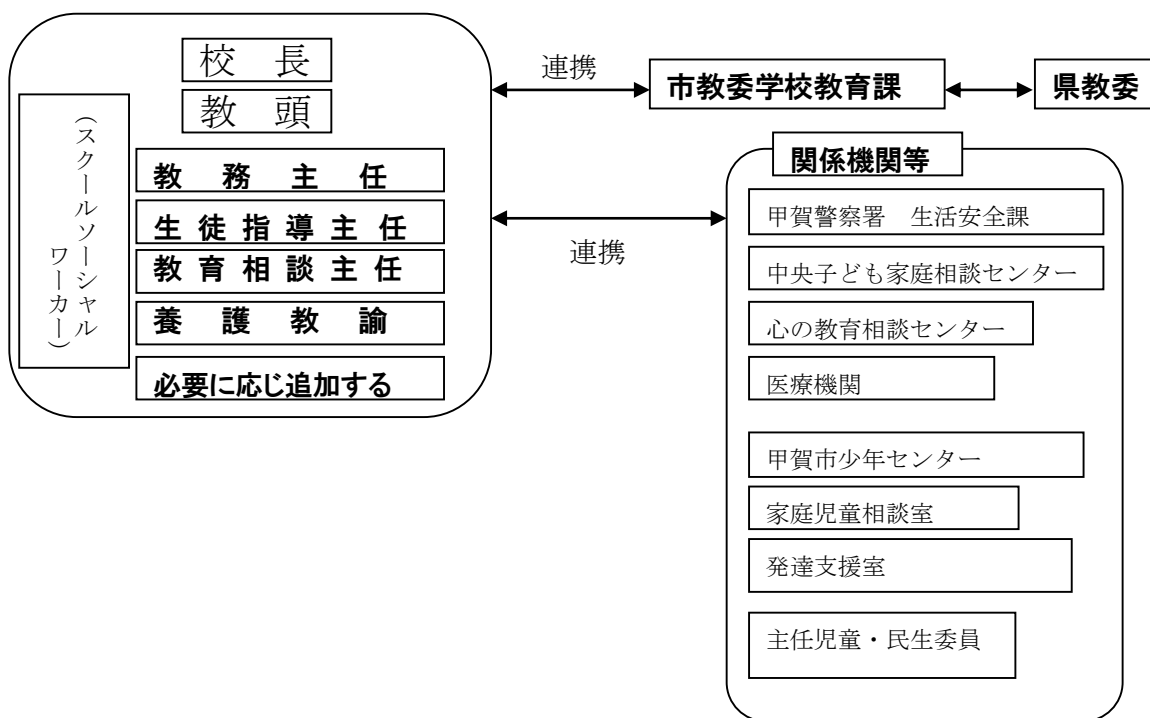 校　長
教　頭
（スクールソーシャル
ワーカー）
教　務　主　任
生 徒 指 導 主 任
教 育 相 談 主 任
養　護　教　諭
必要に応じ追加する
連携
市教委学校教育課
県教委
連携
関係機関等
甲賀警察署　生活安全課
中央子ども家庭相談センター
心の教育相談センター
医療機関
甲賀市少年センター
家庭児童相談室
発達支援室
主任児童・民生委員